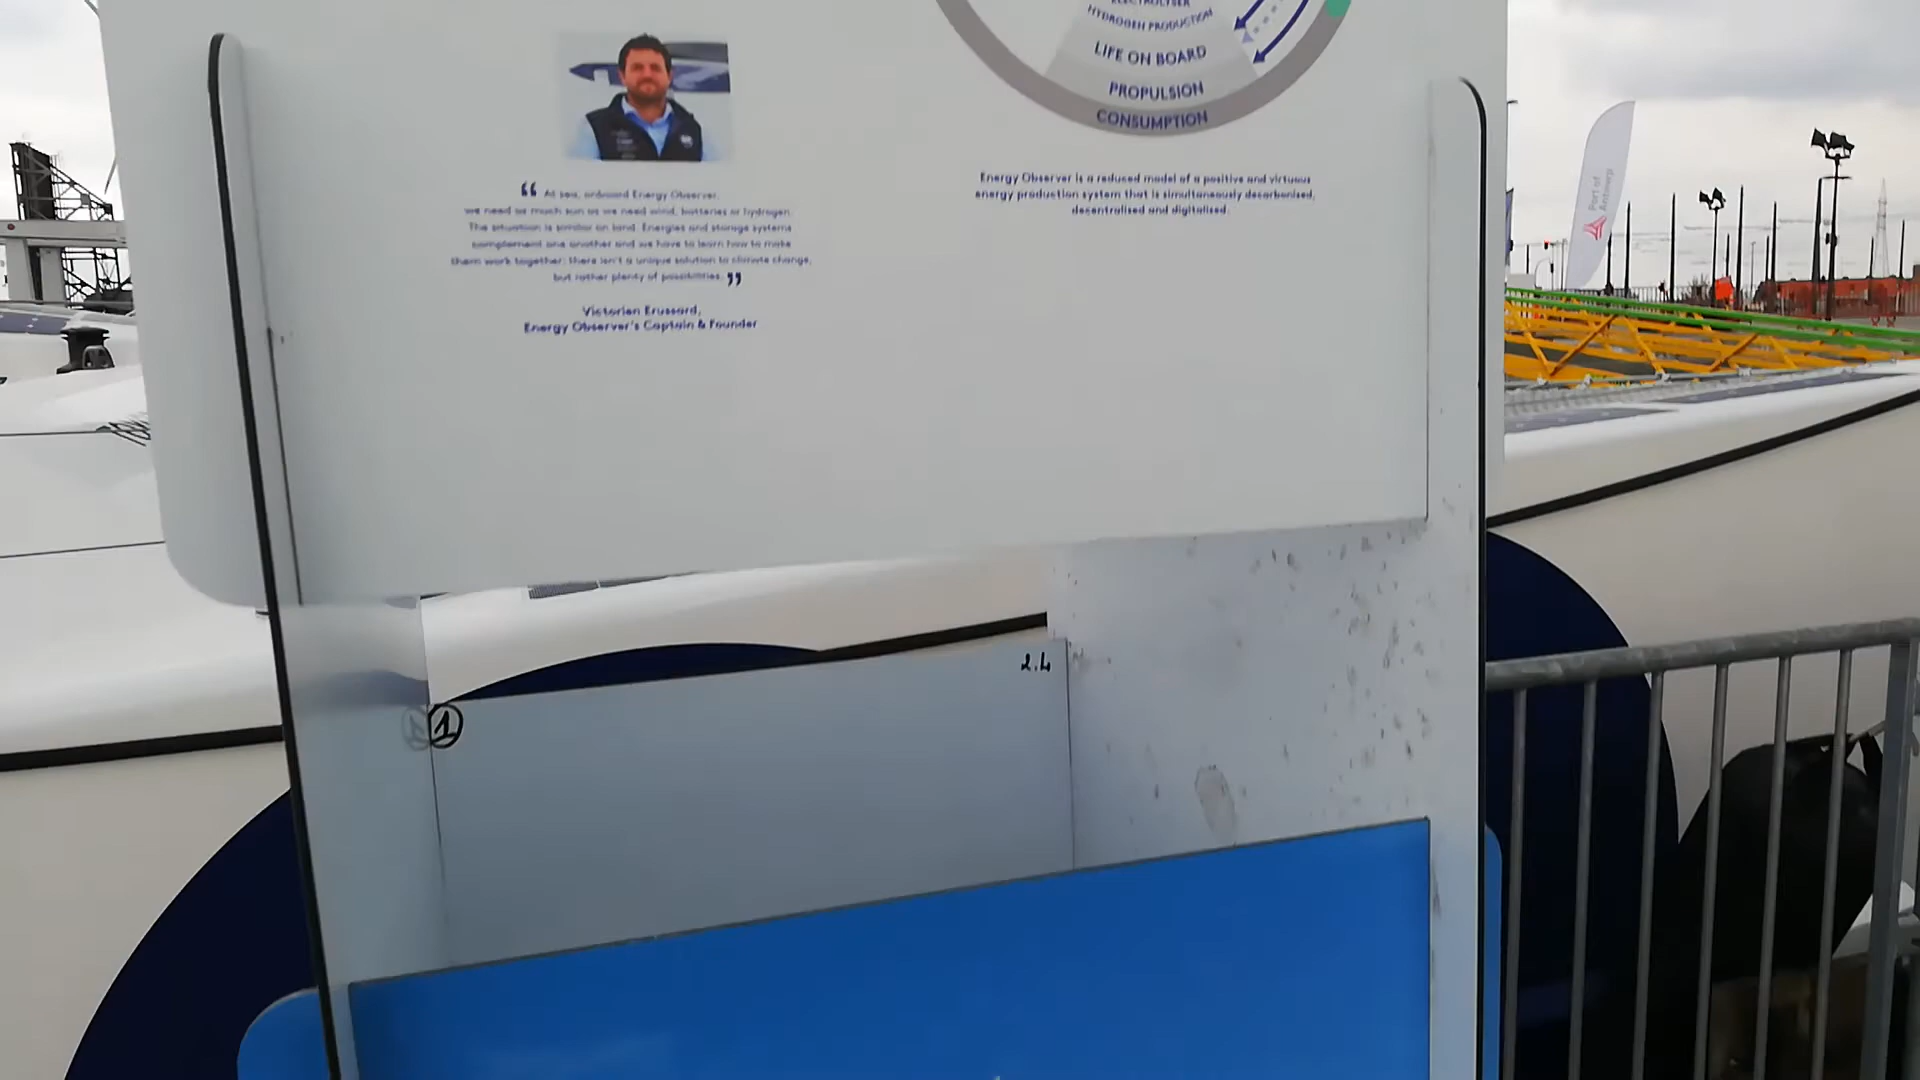 ELECTROLYSER
HYDROGEN PRODUCTION
LIFE ON BOARD
PROPULSION
CONSUMPTION
“ At sea, onboard Energy Observer,
we need as much sun as we need wind, batteries or hydrogen.
The situation is similar on land. Energies and storage systems
complement one another and we have to learn how to make
them work together: there isn't a unique solution to climate change,
but rather plenty of possibilities. ”
Victorien Erussard,
Energy Observer's Captain & Founder
Energy Observer is a reduced model of a positive and virtuous
energy production system that is simultaneously decarbonised,
decentralised and digitalised.
Port of
Antwerp
2.4
1